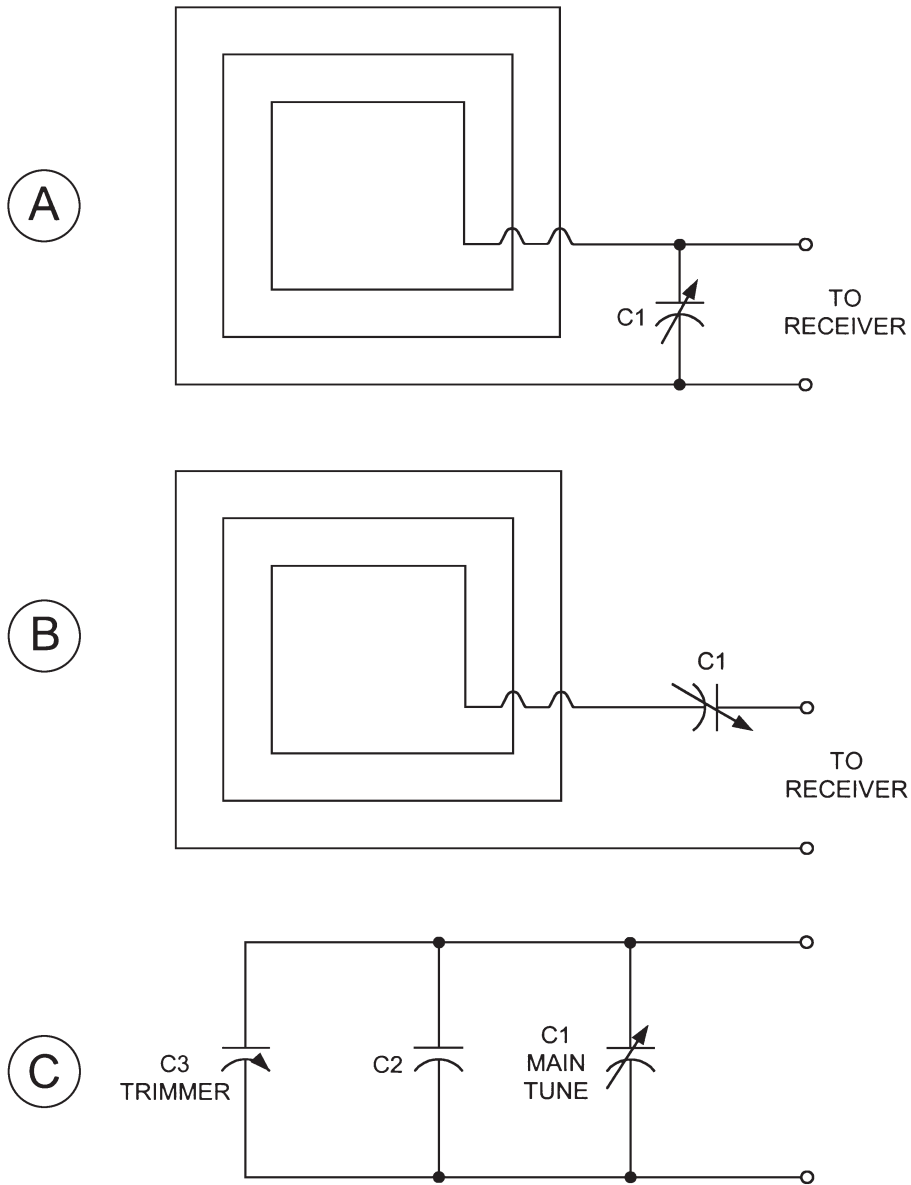 A
C1
TO
RECEIVER
B
C1
TO
RECEIVER
C
C3
TRIMMER
C2
C1
MAIN
TUNE